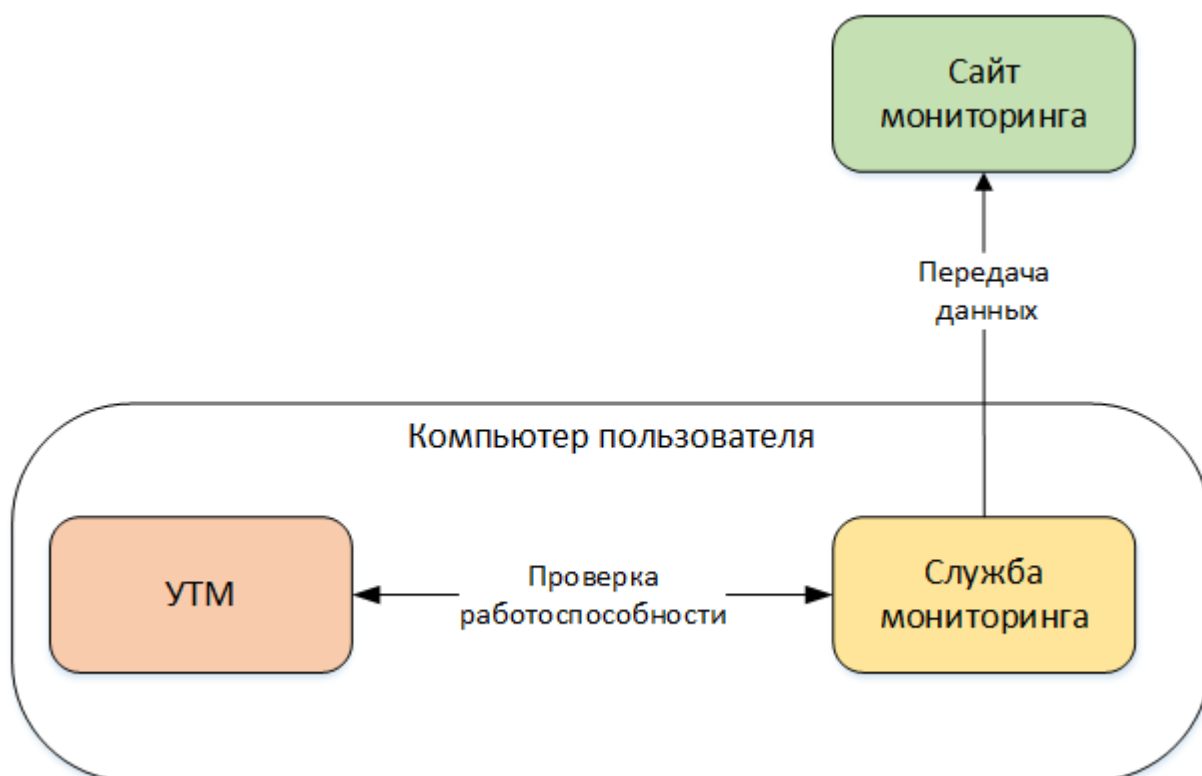 Сайт
мониторинга
Передача
данных
Компьютер пользователя
УТМ
Проверка
работоспособности
Служба
мониторинга